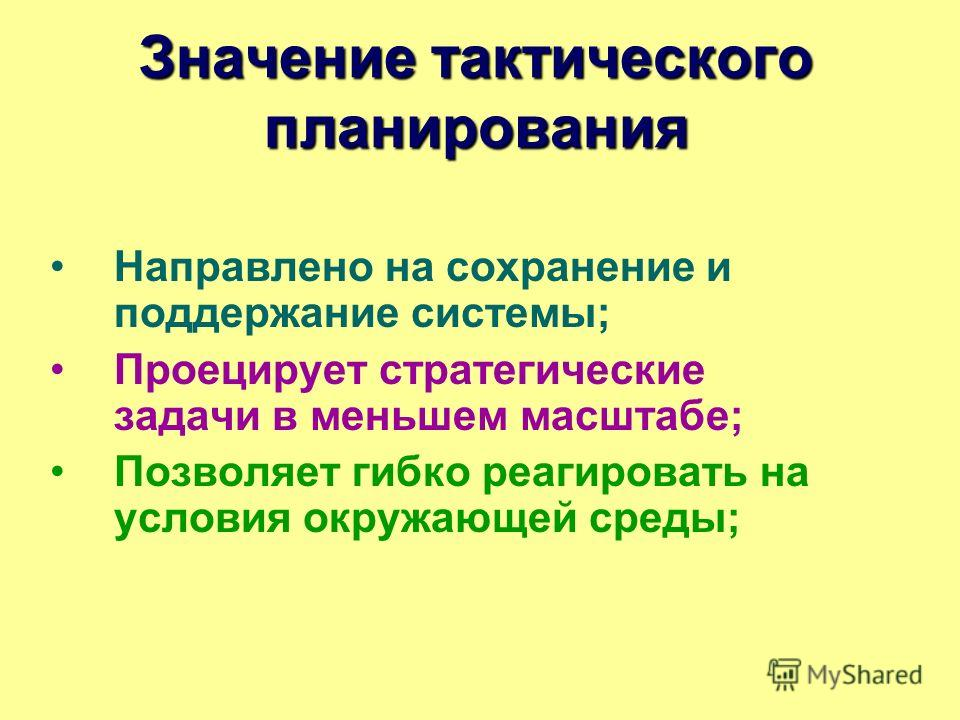 Значение тактического
планирования
• Направлено на сохранение и
поддержание системы;
• Проецирует стратегические
задачи в меньшем масштабе;
• Позволяет гибко реагировать на
условия окружающей среды;
MyShared